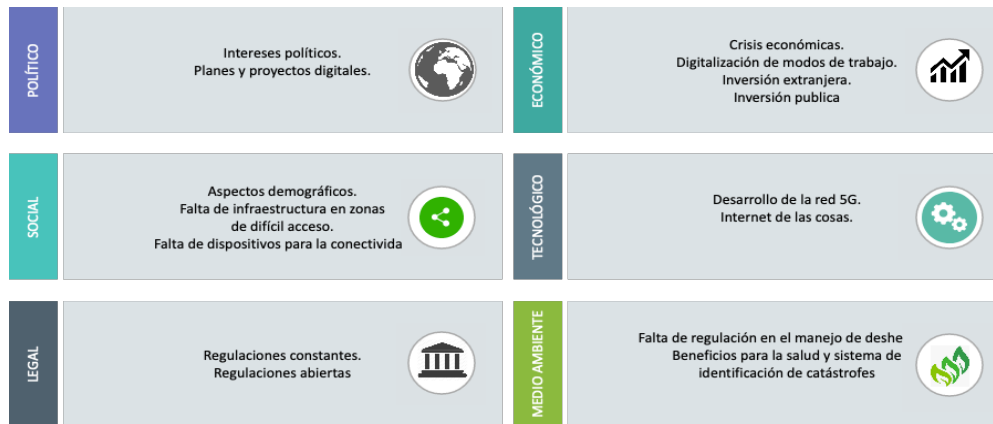 POLÍTICO
Intereses políticos.
Planes y proyectos digitales.
ECONÓMICO
Crisis económicas.
Digitalización de modos de trabajo.
Inversión extranjera.
Inversión publica
SOCIAL
Aspectos demográficos.
Falta de infraestructura en zonas
de difícil acceso.
Falta de dispositivos para la conectivida
TECNOLÓGICO
Desarrollo de la red 5G.
Internet de las cosas.
LEGAL
Regulaciones constantes.
Regulaciones abiertas
MEDIO AMBIENTE
Falta de regulación en el manejo de deshe
Beneficios para la salud y sistema de
identificación de catástrofes